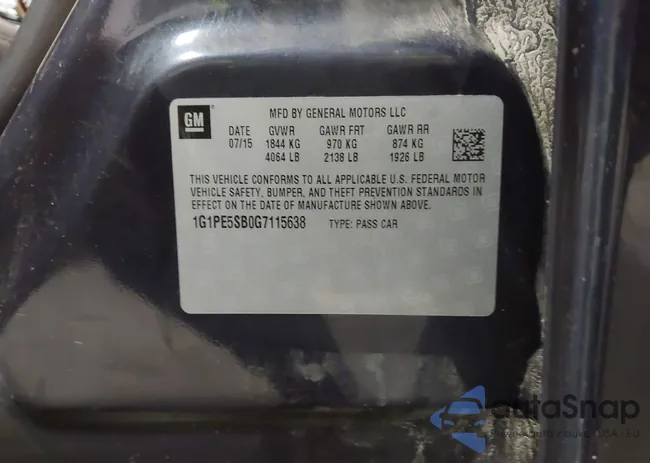 GM
MFD BY GENERAL MOTORS LLC
DATE GVWR GAWR FRT GAWR RR
07/15 1844 KG 970 KG 874 KG
4064 LB 2138 LB 1926 LB
THIS VEHICLE CONFORMS TO ALL APPLICABLE U.S. FEDERAL MOTOR
VEHICLE SAFETY, BUMPER, AND THEFT PREVENTION STANDARDS IN
EFFECT ON THE DATE OF MANUFACTURE SHOWN ABOVE.
1G1PE5SB0G7115638 TYPE: PASS CAR
autoSnap
USA - EU